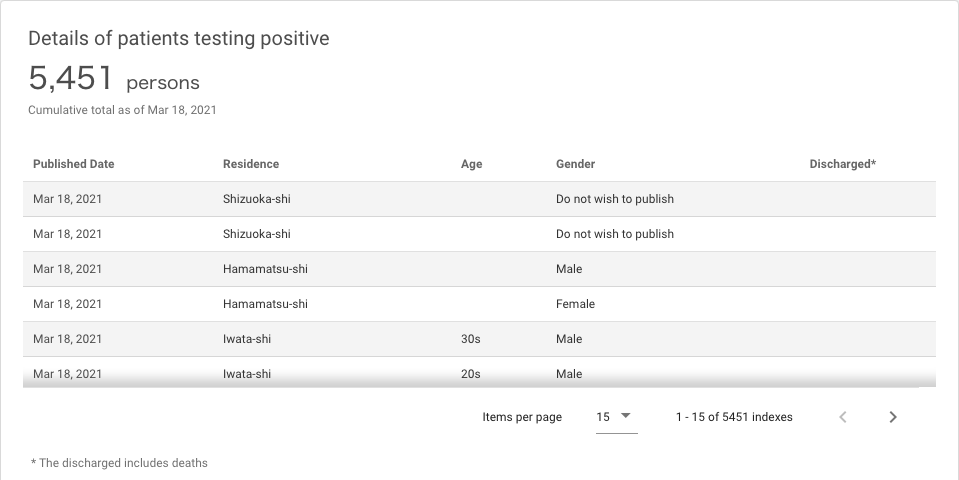 Details of patients testing positive
5,451 persons
Cumulative total as of Mar 18, 2021
Published Date Residence Age Gender Discharged*
Mar 18, 2021 Shizuoka-shi Do not wish to publish
Mar 18, 2021 Shizuoka-shi Do not wish to publish
Mar 18, 2021 Hamamatsu-shi Male
Mar 18, 2021 Hamamatsu-shi Female
Mar 18, 2021 Iwata-shi 30s Male
Mar 18, 2021 Iwata-shi 20s Male
Items per page 15 1 - 15 of 5451 indexes
* The discharged includes deaths